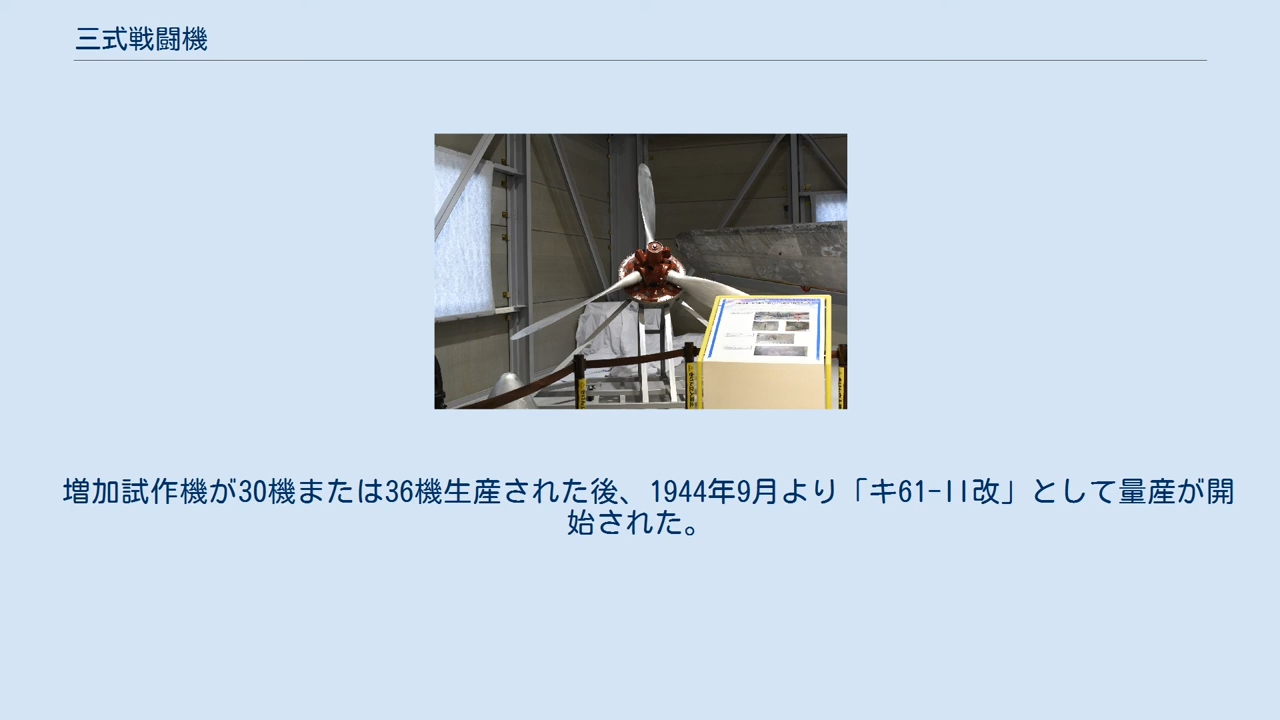 三式戦闘機
増加試作機が30機または36機生産された後、1944年9月より「キ61-II改」として量産が開
始された。